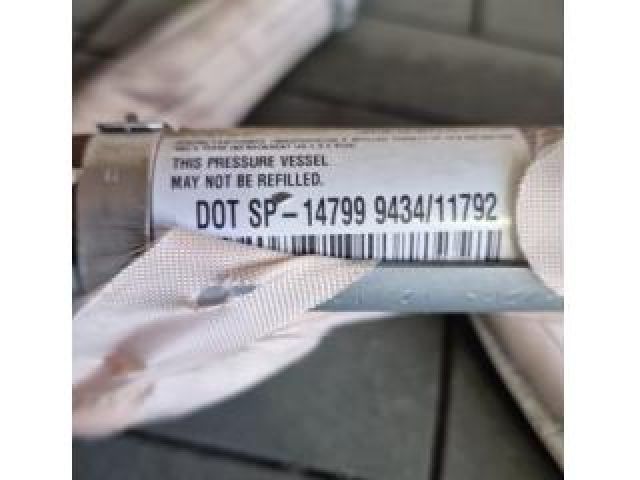 THIS PRESSURE VESSEL
MAY NOT BE REFILLED.
DOT SP-14799 9434/11792